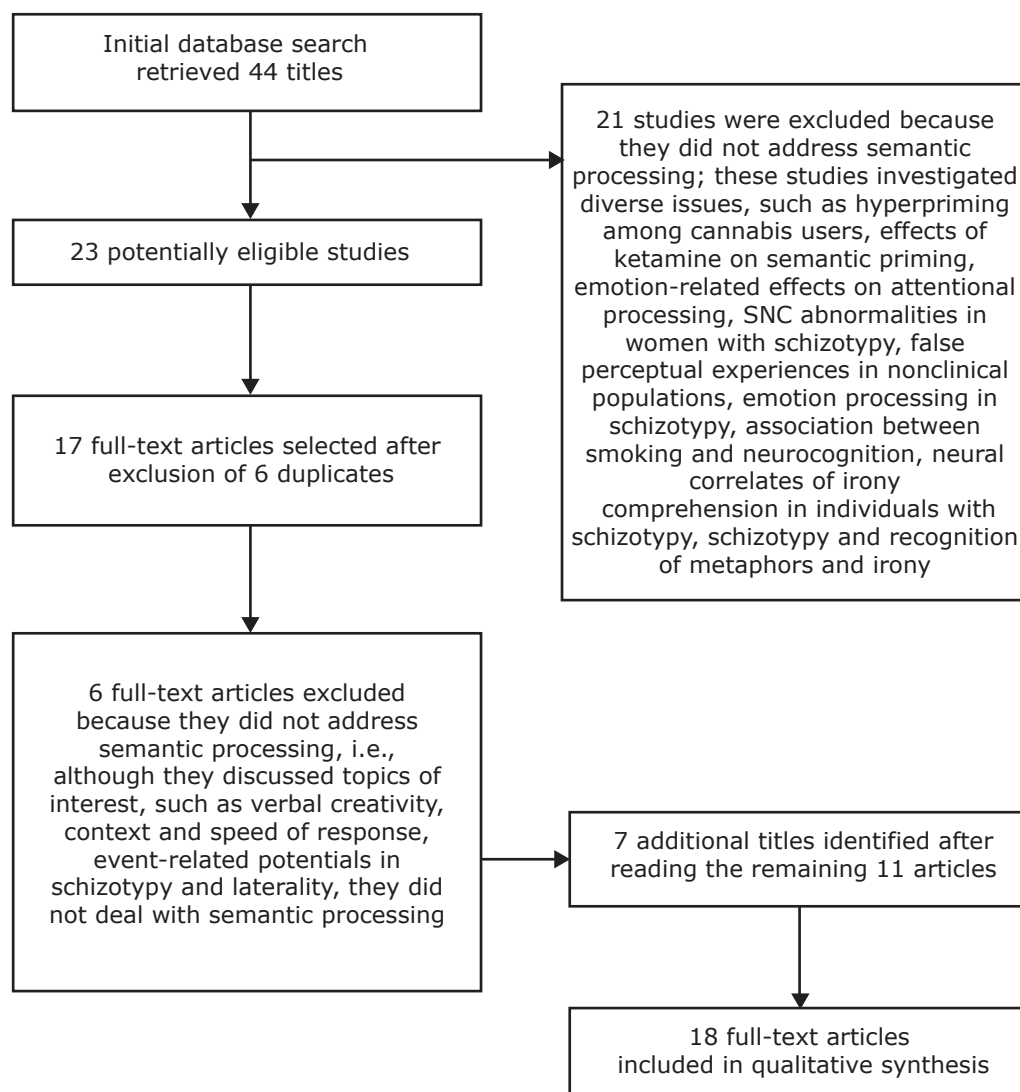 Initial database search
retrieved 44 titles
21 studies were excluded because
they did not address semantic
processing; these studies investigated
diverse issues, such as hyperpriming
among cannabis users, effects of
ketamine on semantic priming,
emotion-related effects on attentional
processing, SNC abnormalities in
women with schizotypy, false
perceptual experiences in nonclinical
populations, emotion processing in
schizotypy, association between
smoking and neurocognition, neural
correlates of irony
comprehension in individuals with
schizotypy, schizotypy and recognition
of metaphors and irony
23 potentially eligible studies
17 full-text articles selected after
exclusion of 6 duplicates
6 full-text articles excluded
because they did not address
semantic processing, i.e.,
although they discussed topics of
interest, such as verbal creativity,
context and speed of response,
event-related potentials in
schizotypy and laterality, they did
not deal with semantic processing
7 additional titles identified after
reading the remaining 11 articles
18 full-text articles
included in qualitative synthesis